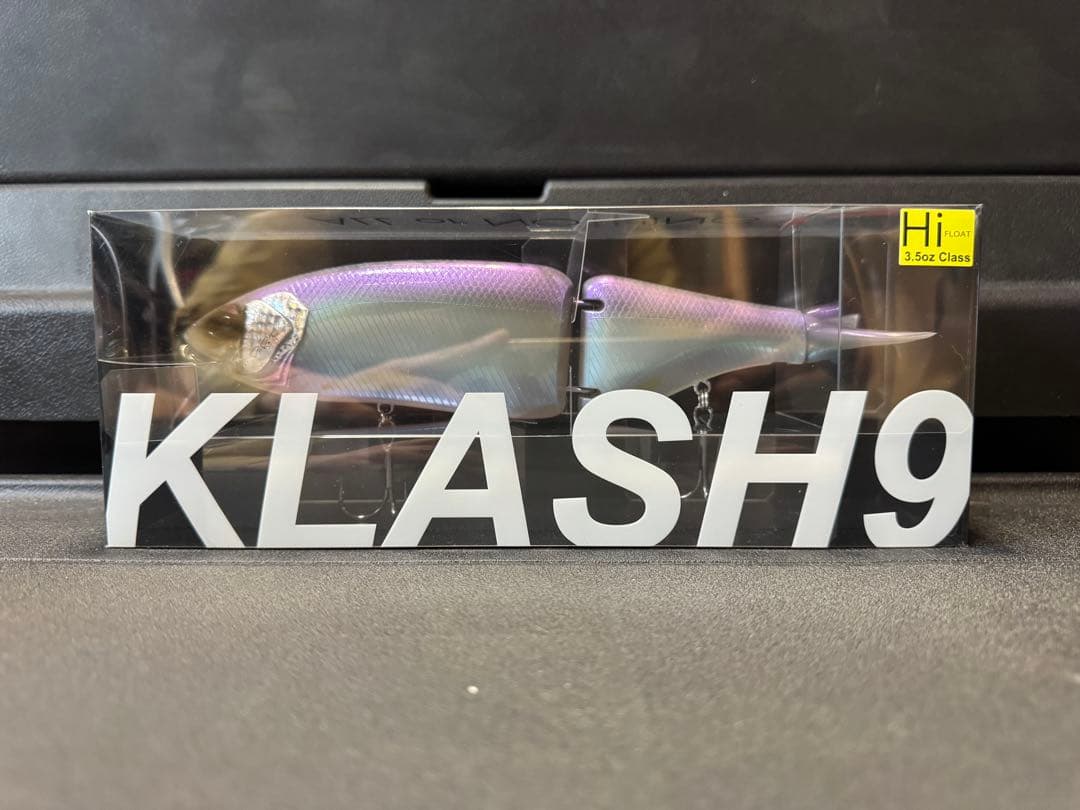 Hi FLOAT
3.5oz Class
KLASH9